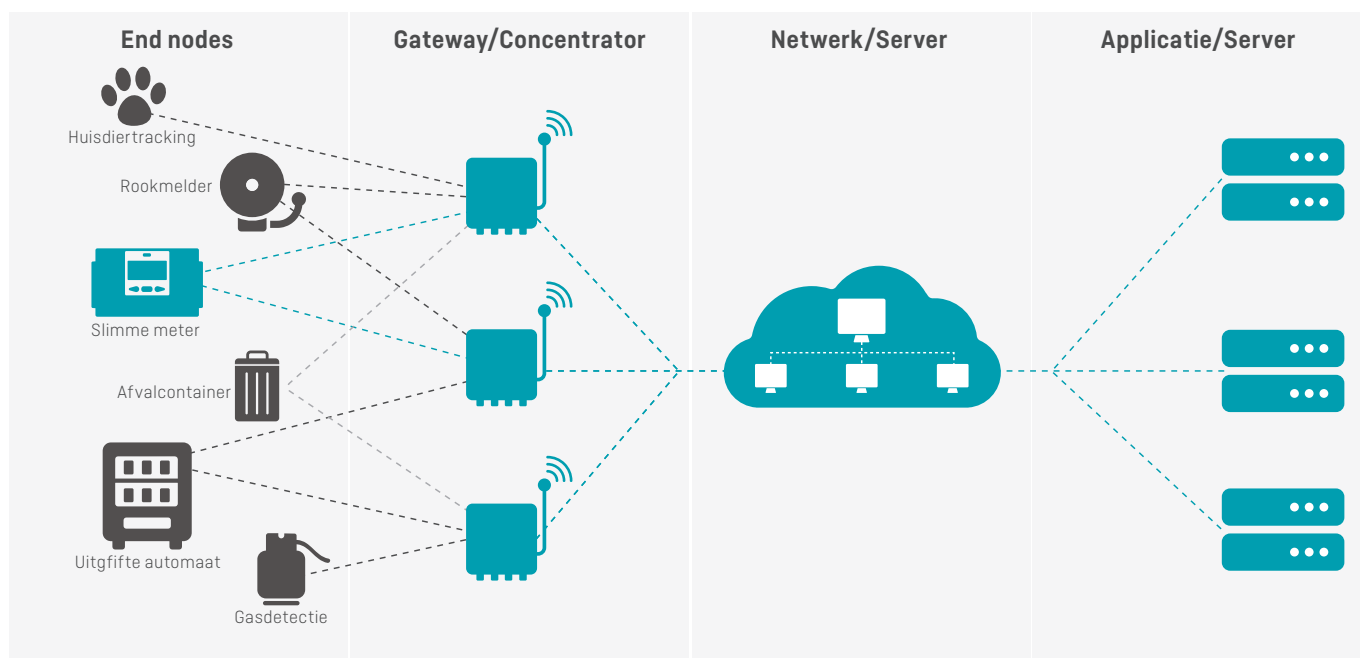 End nodes
Gateway/Concentrator
Netwerk/Server
Applicatie/Server
Huisdiertracking
Rookmelder
Slimme meter
Afvalcontainer
Uitgfifte automaat
Gasdetectie